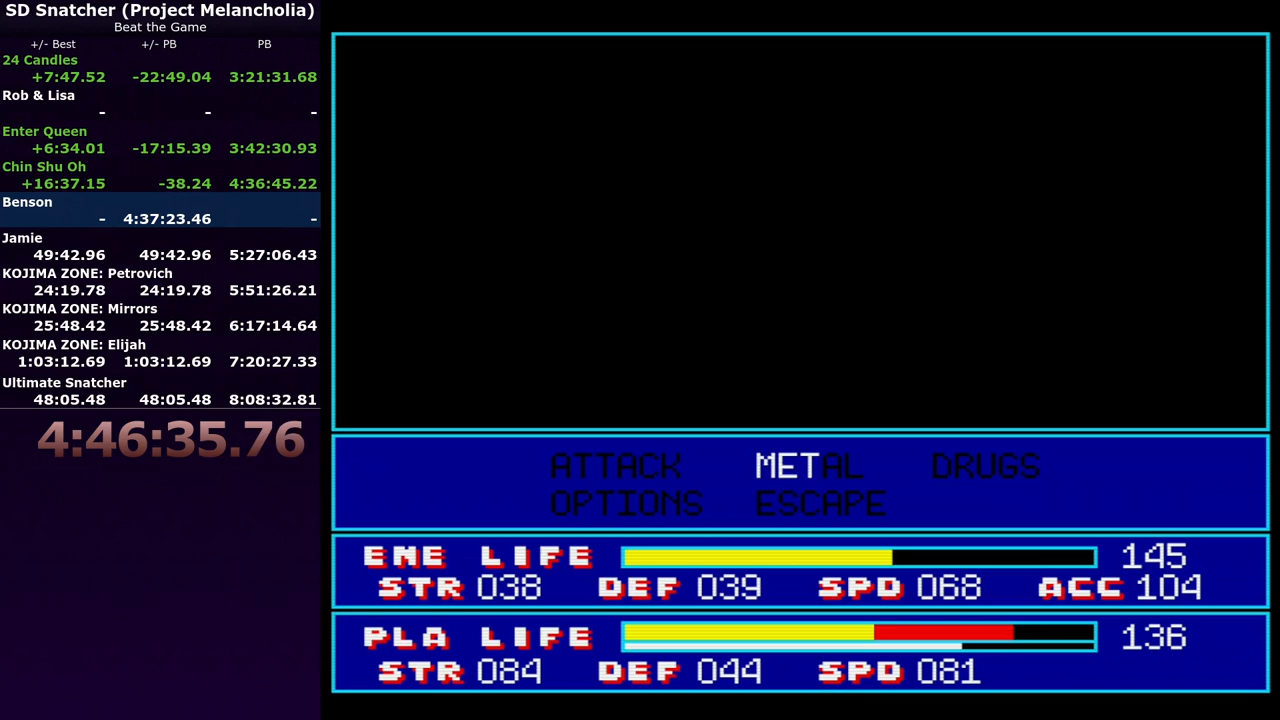 SD Snatcher (Project Melancholia)
Beat the Game
+/- Best +/- PB PB
24 Candles
+7:47.52 -22:49.04 3:21:31.68
Rob & Lisa
- - -
Enter Queen
+6:34.01 -17:15.39 3:42:30.93
Chin Shu Oh
+16:37.15 -38.24 4:36:45.22
Benson
- 4:37:23.46 -
Jamie
49:42.96 49:42.96 5:27:06.43
KOJIMA ZONE: Petrovich
24:19.78 24:19.78 5:51:26.21
KOJIMA ZONE: Mirrors
25:48.42 25:48.42 6:17:14.64
KOJIMA ZONE: Elijah
1:03:12.69 1:03:12.69 7:20:27.33
Ultimate Snatcher
48:05.48 48:05.48 8:08:32.81
4:46:35.76
ATTACK METAL DRUGS
OPTIONS ESCAPE
ENE LIFE 145
STR 038 DEF 039 SPD 068 ACC 104
PLA LIFE 136
STR 084 DEF 044 SPD 081